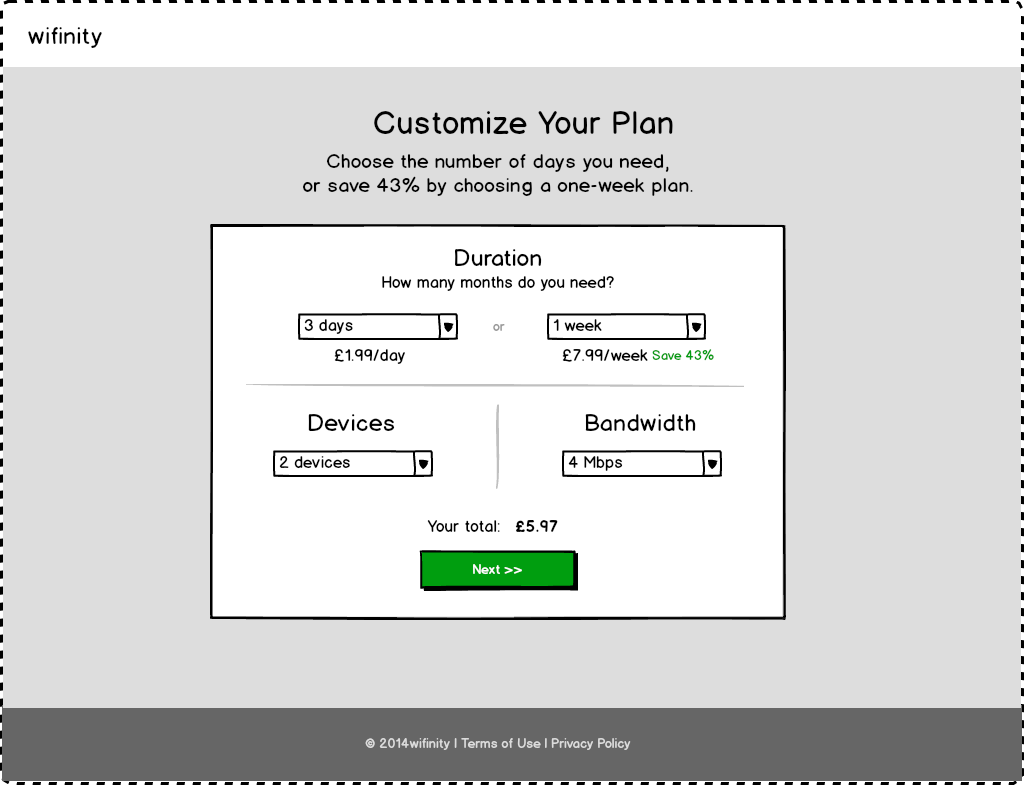 wifinity
Customize Your Plan
Choose the number of days you need,
or save 43% by choosing a one-week plan.
Duration
How many months do you need?
3 days or 1 week
£1.99/day £7.99/week Save 43%
Devices Bandwidth
2 devices 4 Mbps
Your total: £5.97
Next >>
© 2014wifinity | Terms of Use | Privacy Policy